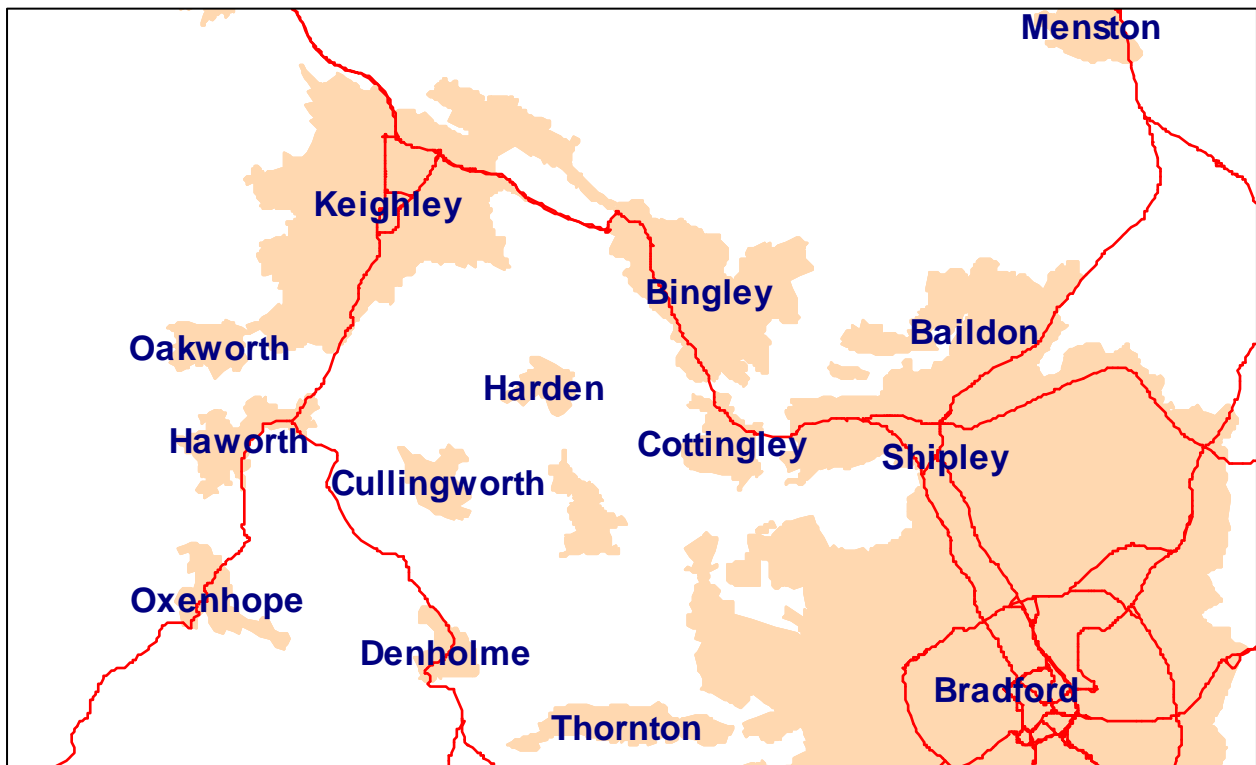 Menston
Keighley
Bingley
Baildon
Oakworth
Harden
Haworth
Cottingley
Shipley
Cullingworth
Oxenhope
Denholme
Bradford
Thornton